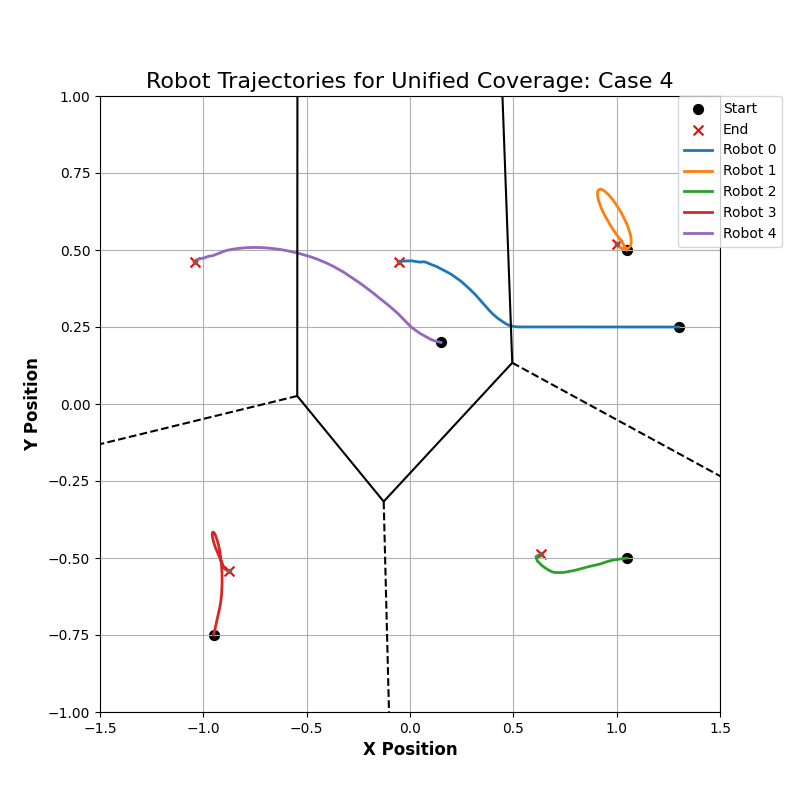 Robot Trajectories for Unified Coverage: Case 4
Start
End
Robot 0
Robot 1
Robot 2
Robot 3
Robot 4
1.00
0.75
0.50
0.25
0.00
−0.25
−0.50
−0.75
−1.00
Y Position
−1.5
−1.0
−0.5
0.0
0.5
1.0
1.5
X Position